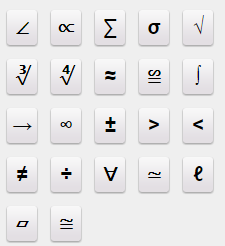 ∠ ∝ ∑ σ √
∛ ∜ ≈ ≌ ∫
→ ∞ ± > <
≠ ÷ ∀ ≃ ℓ
▱ ≅